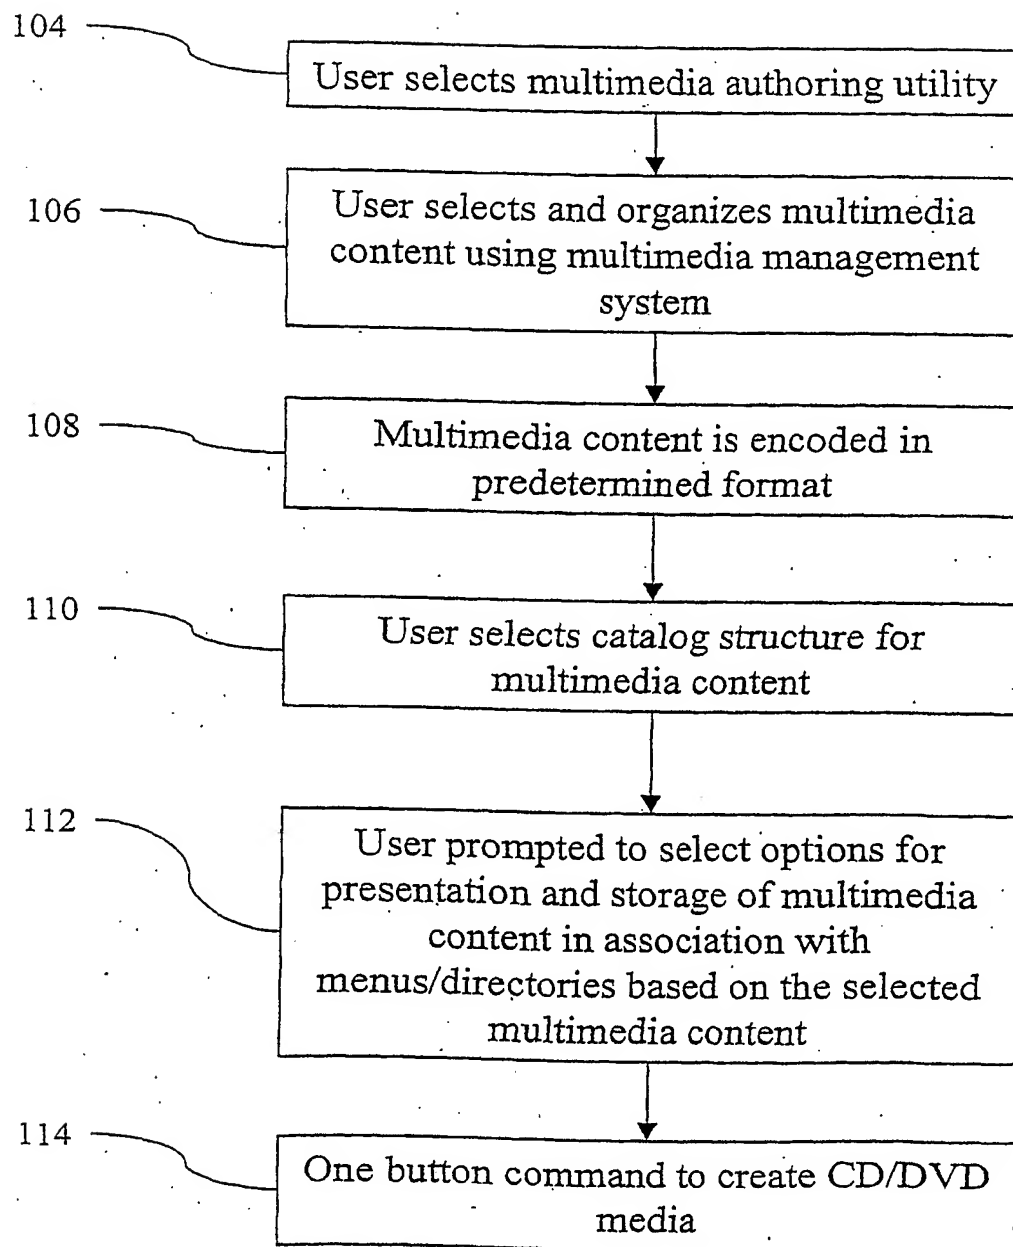 104
User selects multimedia authoring utility
106
User selects and organizes multimedia
content using multimedia management
system
108
Multimedia content is encoded in
predetermined format
110
User selects catalog structure for
multimedia content
112
User prompted to select options for
presentation and storage of multimedia
content in association with
menus/directories based on the selected
multimedia content
114
One button command to create CD/DVD
media